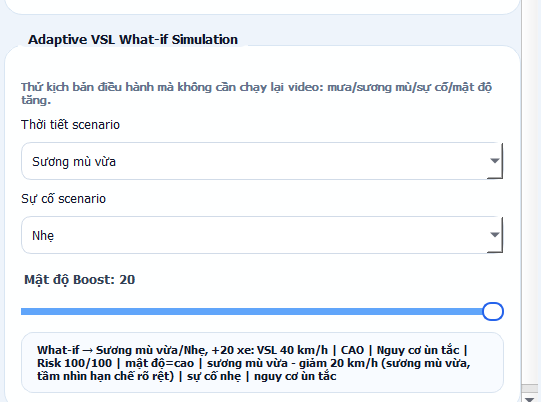 Adaptive VSL What-if Simulation
Thử kịch bản điều hành mà không cần chạy lại video: mưa/sương mù/sự cố/mật độ
tăng.
Thời tiết scenario
Sương mù vừa
Sự cố scenario
Nhẹ
Mật độ Boost: 20
What-if → Sương mù vừa/Nhẹ, +20 xe: VSL 40 km/h | CAO | Nguy cơ ùn tắc |
Risk 100/100 | mật độ=cao | sương mù vừa - giảm 20 km/h (sương mù vừa,
tầm nhìn hạn chế rõ rệt) | sự cố nhẹ | nguy cơ ùn tắc